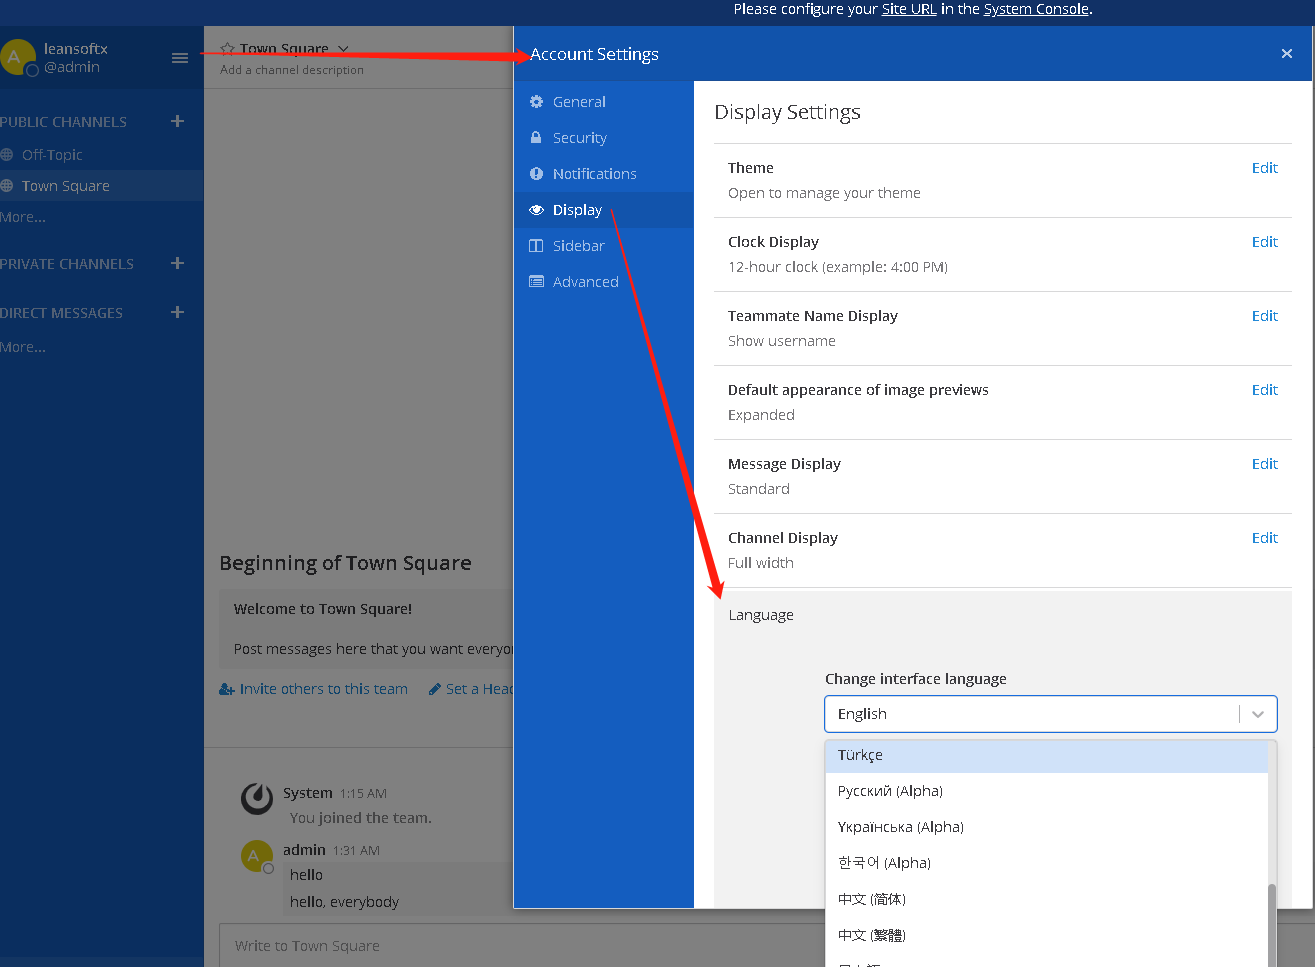 Please configure your Site URL in the System Console.
leansoftx
@admin
PUBLIC CHANNELS
Off-Topic
Town Square
More...
PRIVATE CHANNELS
DIRECT MESSAGES
More...
Town Square
Add a channel description
Beginning of Town Square
Welcome to Town Square!
Post messages here that you want
Invite others to this team
Set a
System 1:15 AM
You joined the team.
A admin 1:31 AM
hello
hello, everybody
Write to Town Square
Account Settings
General
Security
Notifications
Display
Sidebar
Advanced
Display Settings
Theme Edit
Open to manage your theme
Clock Display Edit
12-hour clock (example: 4:00 PM)
Teammate Name Display Edit
Show username
Default appearance of image previews Edit
Expanded
Message Display Edit
Standard
Channel Display Edit
Full width
Language
Change interface language
English
Türkçe
Pусский (Alpha)
Yкраїнська (Alpha)
한국어 (Alpha)
中文 (简体)
中文 (繁體)